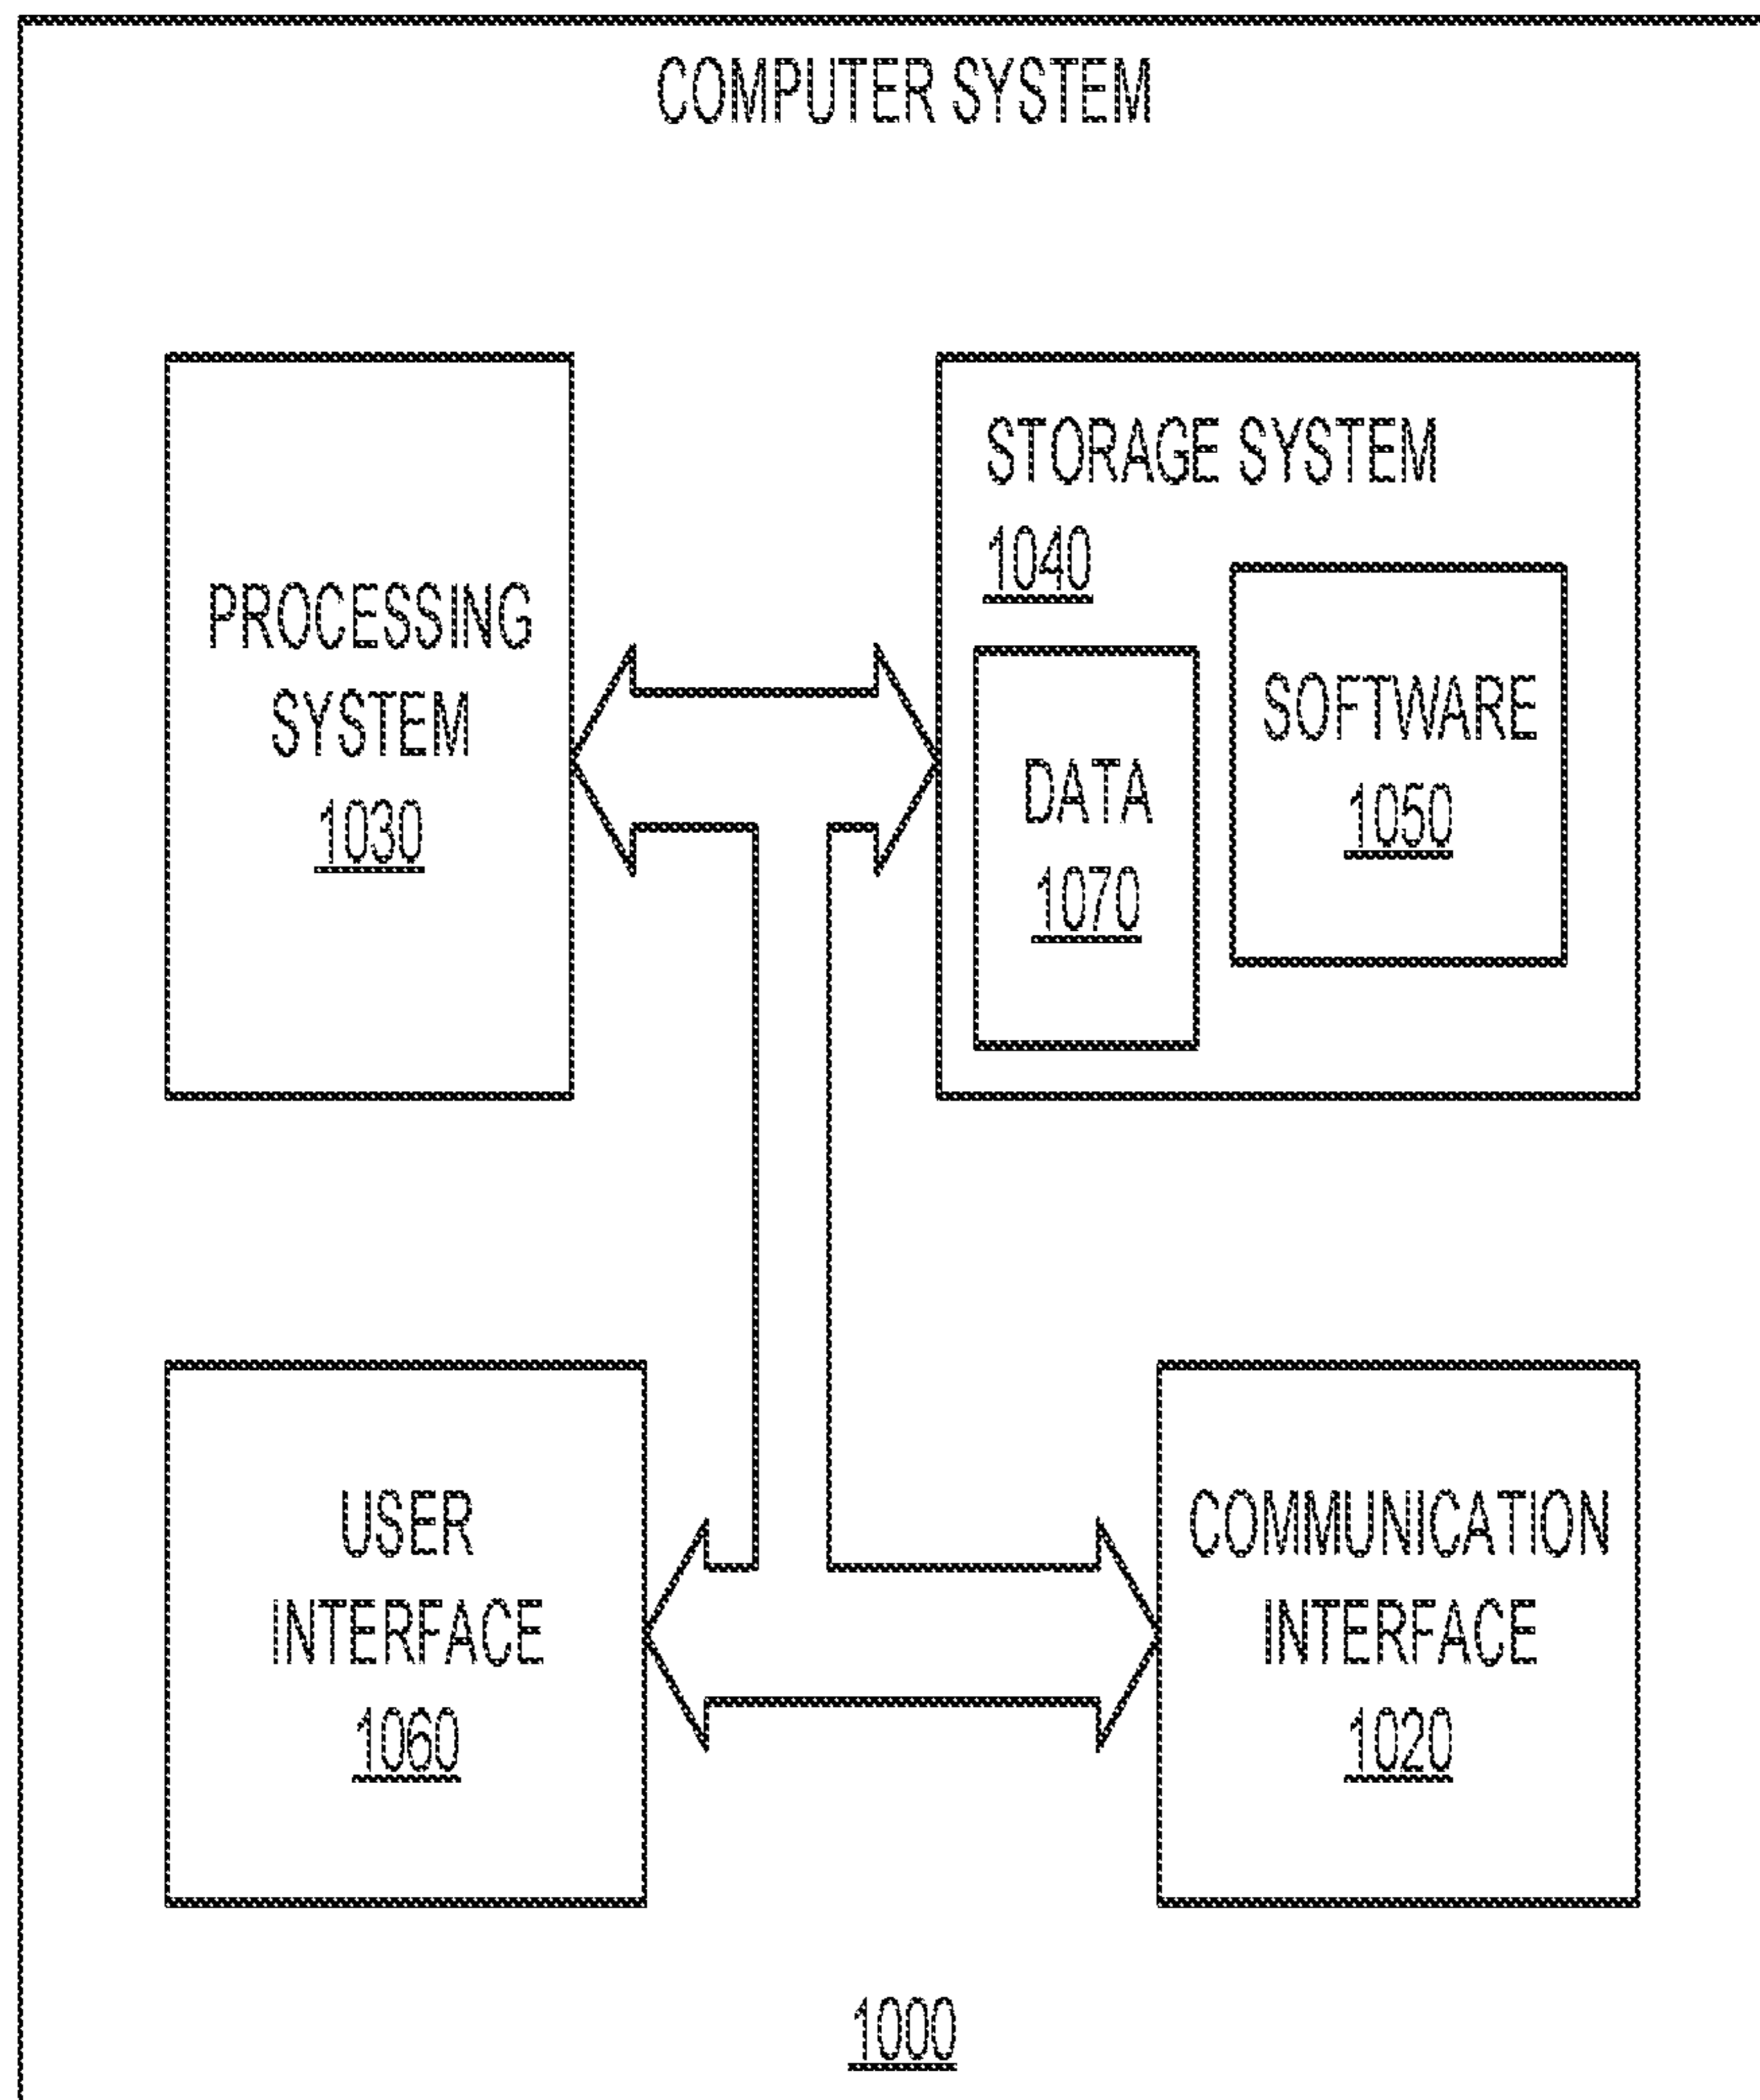 COMPUTER SYSTEM
PROCESSING
SYSTEM
1030
STORAGE SYSTEM
1040
DATA
1070
SOFTWARE
1050
USER
INTERFACE
1060
COMMUNICATION
INTERFACE
1020
1000